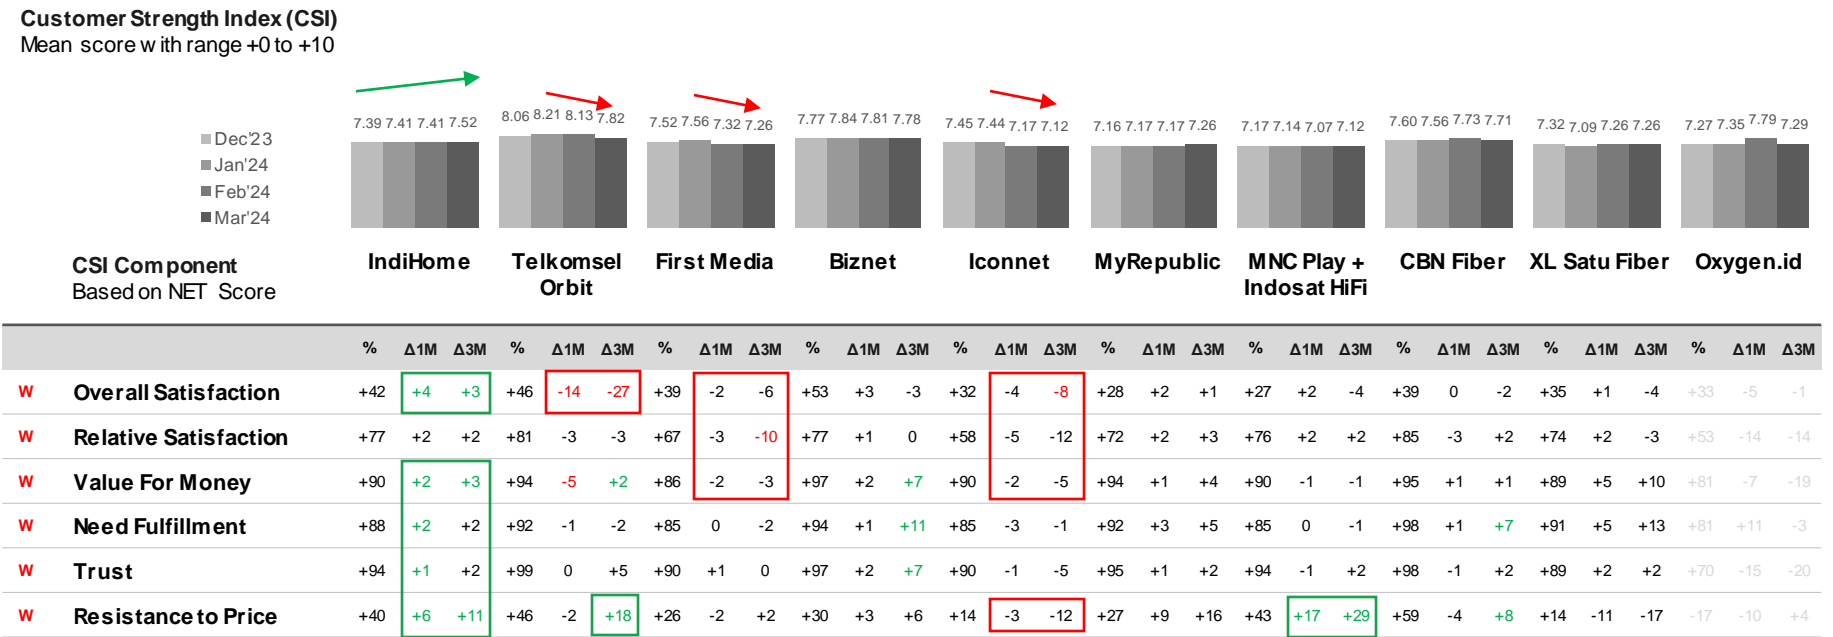 Customer Strength Index (CSI)
Mean score with range +0 to +10
7.39 7.41 7.41 7.52 8.06 8.21 8.13 7.82 7.52 7.56 7.32 7.26 7.77 7.84 7.81 7.78 7.45 7.44 7.17 7.12 7.16 7.17 7.17 7.26 7.17 7.14 7.07 7.12 7.60 7.56 7.73 7.71 7.32 7.09 7.26 7.26 7.27 7.35 7.79 7.29
Dec'23
Jan'24
Feb'24
Mar'24
CSI Component
Based on NET Score
IndiHome
Telkomsel
Orbit
First Media
Biznet
Iconnet
MyRepublic
MNC Play +
Indosat HiFi
CBN Fiber
XL Satu Fiber
Oxygen.id
% Δ1M Δ3M % Δ1M Δ3M % Δ1M Δ3M % Δ1M Δ3M % Δ1M Δ3M % Δ1M Δ3M % Δ1M Δ3M % Δ1M Δ3M % Δ1M Δ3M % Δ1M Δ3M
W Overall Satisfaction +42 +4 +3 +46 -14 -27 +39 -2 -6 +53 +3 -3 +32 -4 -8 +28 +2 +1 +27 +2 -4 +39 0 -2 +35 +1 -4 +33 -5 -1
W Relative Satisfaction +77 +2 +2 +81 -3 -3 +67 -3 -10 +77 +1 0 +58 -5 -12 +72 +2 +3 +76 +2 +2 +85 -3 +2 +74 +2 -3 +53 -14 -14
W Value For Money +90 +2 +3 +94 -5 +2 +86 -2 -3 +97 +2 +7 +90 -2 -5 +94 +1 +4 +90 -1 -1 +95 +1 +1 +89 +5 +10 +81 -7 -19
W Need Fulfillment +88 +2 +2 +92 -1 -2 +85 0 -2 +94 +1 +11 +85 -3 -1 +92 +3 +5 +85 0 -1 +98 +1 +7 +91 +5 +13 +81 +11 -3
W Trust +94 +1 +2 +99 0 +5 +90 +1 0 +97 +2 +7 +90 -1 -5 +95 +1 +2 +94 -1 +2 +98 -1 +2 +89 +2 +2 +70 -15 -20
W Resistance to Price +40 +6 +11 +46 -2 +18 +26 -2 +2 +30 +3 +6 +14 -3 -12 +27 +9 +16 +43 +17 +29 +59 -4 +8 +14 -11 -17 -17 -10 +4